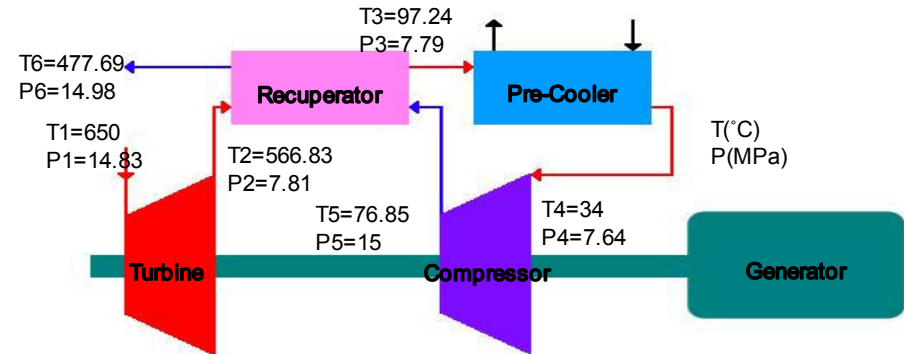 T3=97.24
P3=7.79
T6=477.69
P6=14.98
Recuperator
Pre-Cooler
T1=650
P1=14.83
T2=566.83
P2=7.81
T(˚C)
P(MPa)
T5=76.85
P5=15
T4=34
P4=7.64
Turbine
Compressor
Generator